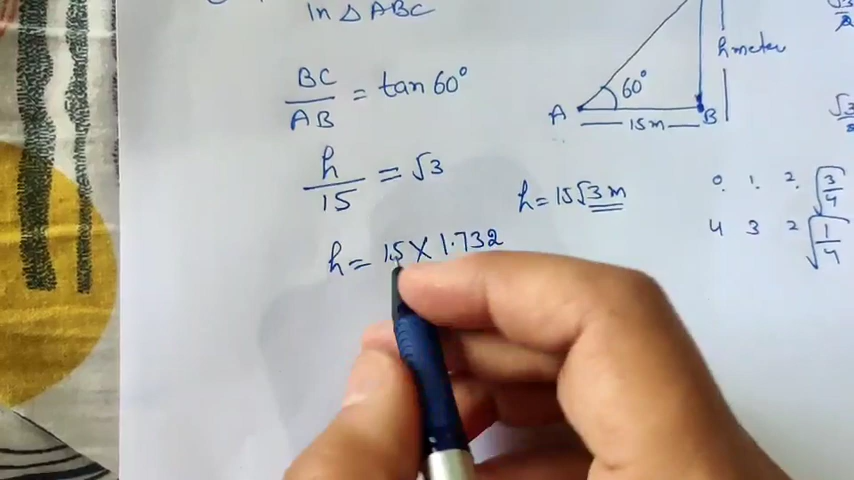 In △ ABC
BC/AB = tan 60°
h/15 = √3
h = 15 × 1.732
h = 15√3 m
60°
A
B
15 m
h meter
0. 1. 2. √3/4
4 3 2 √1/4